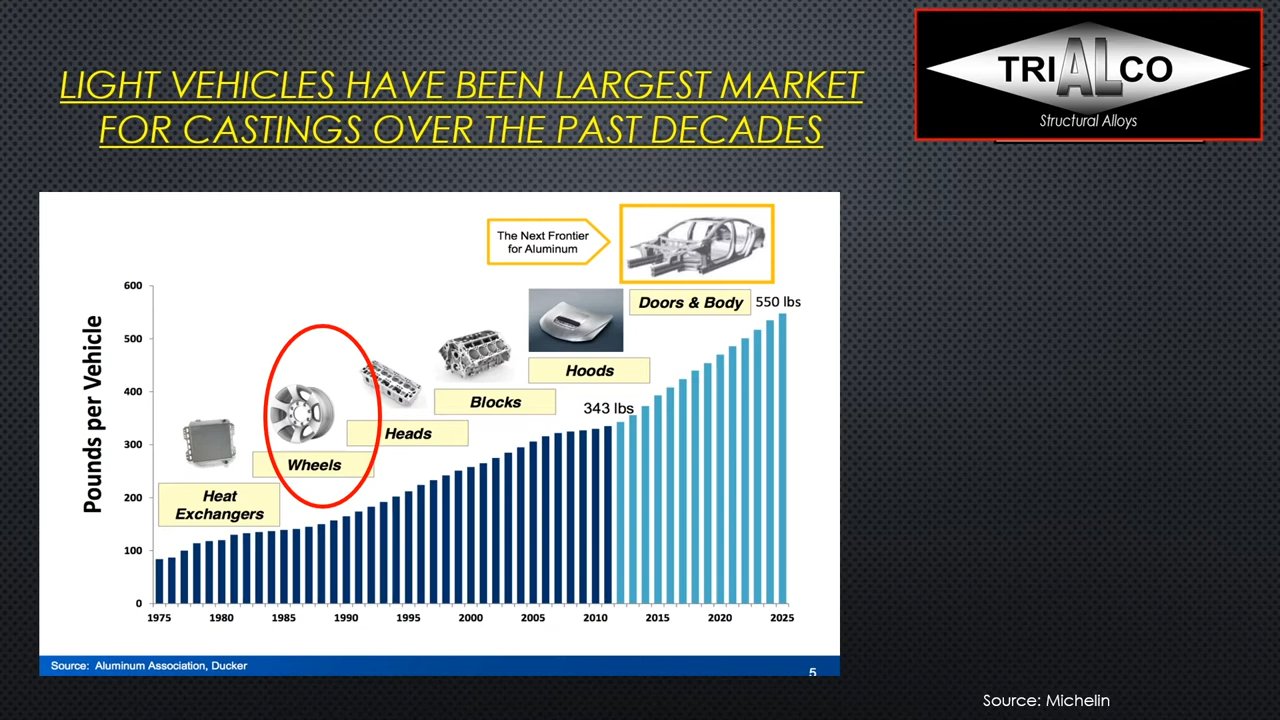 LIGHT VEHICLES HAVE BEEN LARGEST MARKET
FOR CASTINGS OVER THE PAST DECADES
TRIALCO
Structural Alloys
The Next Frontier
for Aluminum
Doors & Body
550 lbs
Hoods
343 lbs
Blocks
Heads
Wheels
Heat
Exchangers
Pounds per Vehicle
600
500
400
300
200
100
0
1975 1980 1985 1990 1995 2000 2005 2010 2015 2020 2025
Source: Aluminum Association, Ducker
5
Source: Michelin